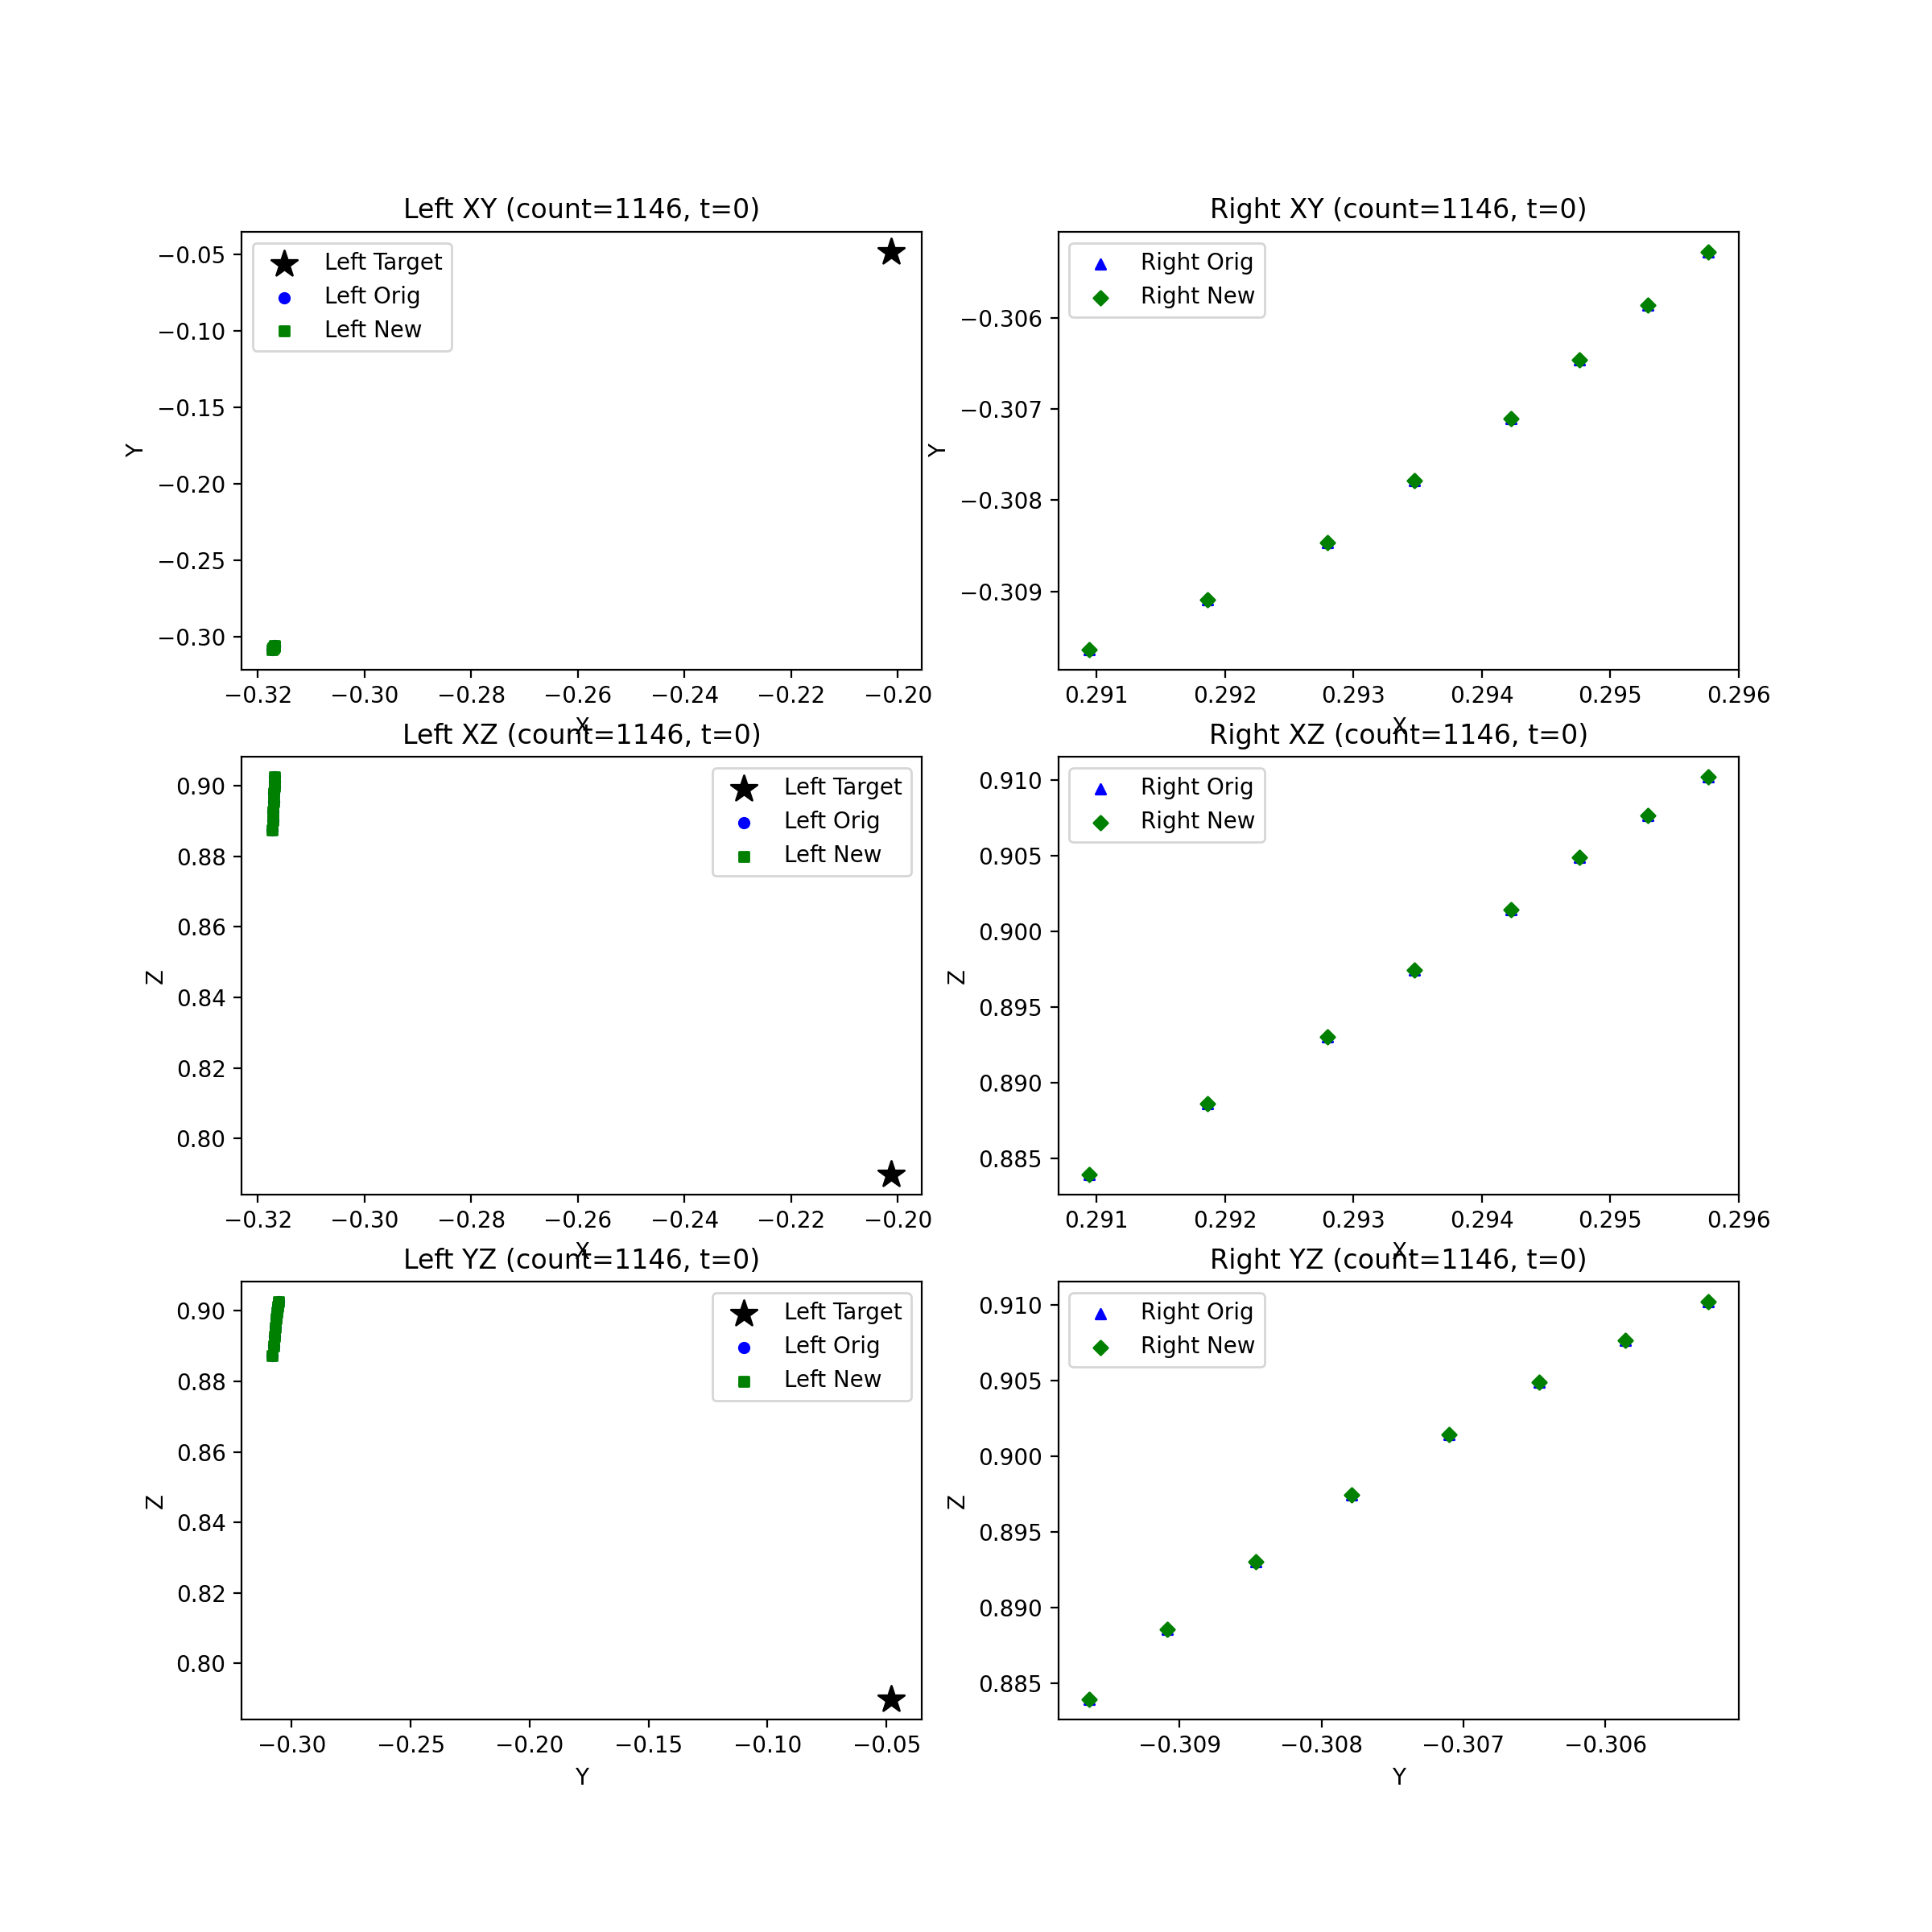 Left XY (count=1146, t=0)
Left Target
Left Orig
Left New
−0.05
−0.10
−0.15
−0.20
−0.25
−0.30
Y
−0.32 −0.30 −0.28 −0.26 −0.24 −0.22 −0.20
X
Right XY (count=1146, t=0)
Right Orig
Right New
−0.306
−0.307
−0.308
−0.309
Y
0.291 0.292 0.293 0.294 0.295 0.296
X
Left XZ (count=1146, t=0)
Left Target
Left Orig
Left New
0.90
0.88
0.86
0.84
0.82
0.80
Z
−0.32 −0.30 −0.28 −0.26 −0.24 −0.22 −0.20
X
Right XZ (count=1146, t=0)
Right Orig
Right New
0.910
0.905
0.900
0.895
0.890
0.885
Z
0.291 0.292 0.293 0.294 0.295 0.296
X
Left YZ (count=1146, t=0)
Left Target
Left Orig
Left New
0.90
0.88
0.86
0.84
0.82
0.80
Z
−0.30 −0.25 −0.20 −0.15 −0.10 −0.05
Y
Right YZ (count=1146, t=0)
Right Orig
Right New
0.910
0.905
0.900
0.895
0.890
0.885
Z
−0.309 −0.308 −0.307 −0.306
Y